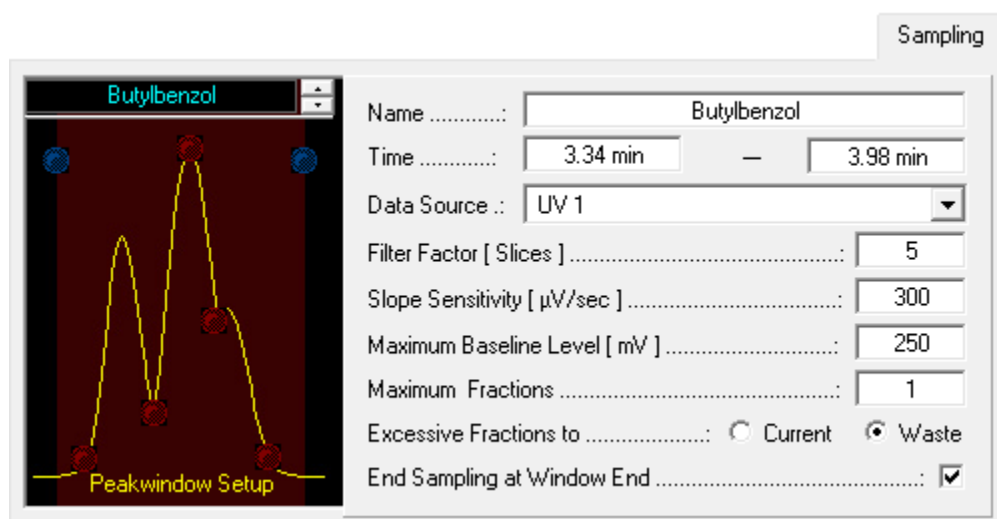 Sampling
Butylbenzol
Name ............: Butylbenzol
Time ............: 3.34 min — 3.98 min
Data Source .: UV 1
Filter Factor [ Slices ] ..........................................: 5
Slope Sensitivity [ µV/sec ] .................................: 300
Maximum Baseline Level [ mV ] ..........................: 250
Maximum Fractions ...........................................: 1
Excessive Fractions to ....................: Current Waste
End Sampling at Window End .........................................:
Peakwindow Setup